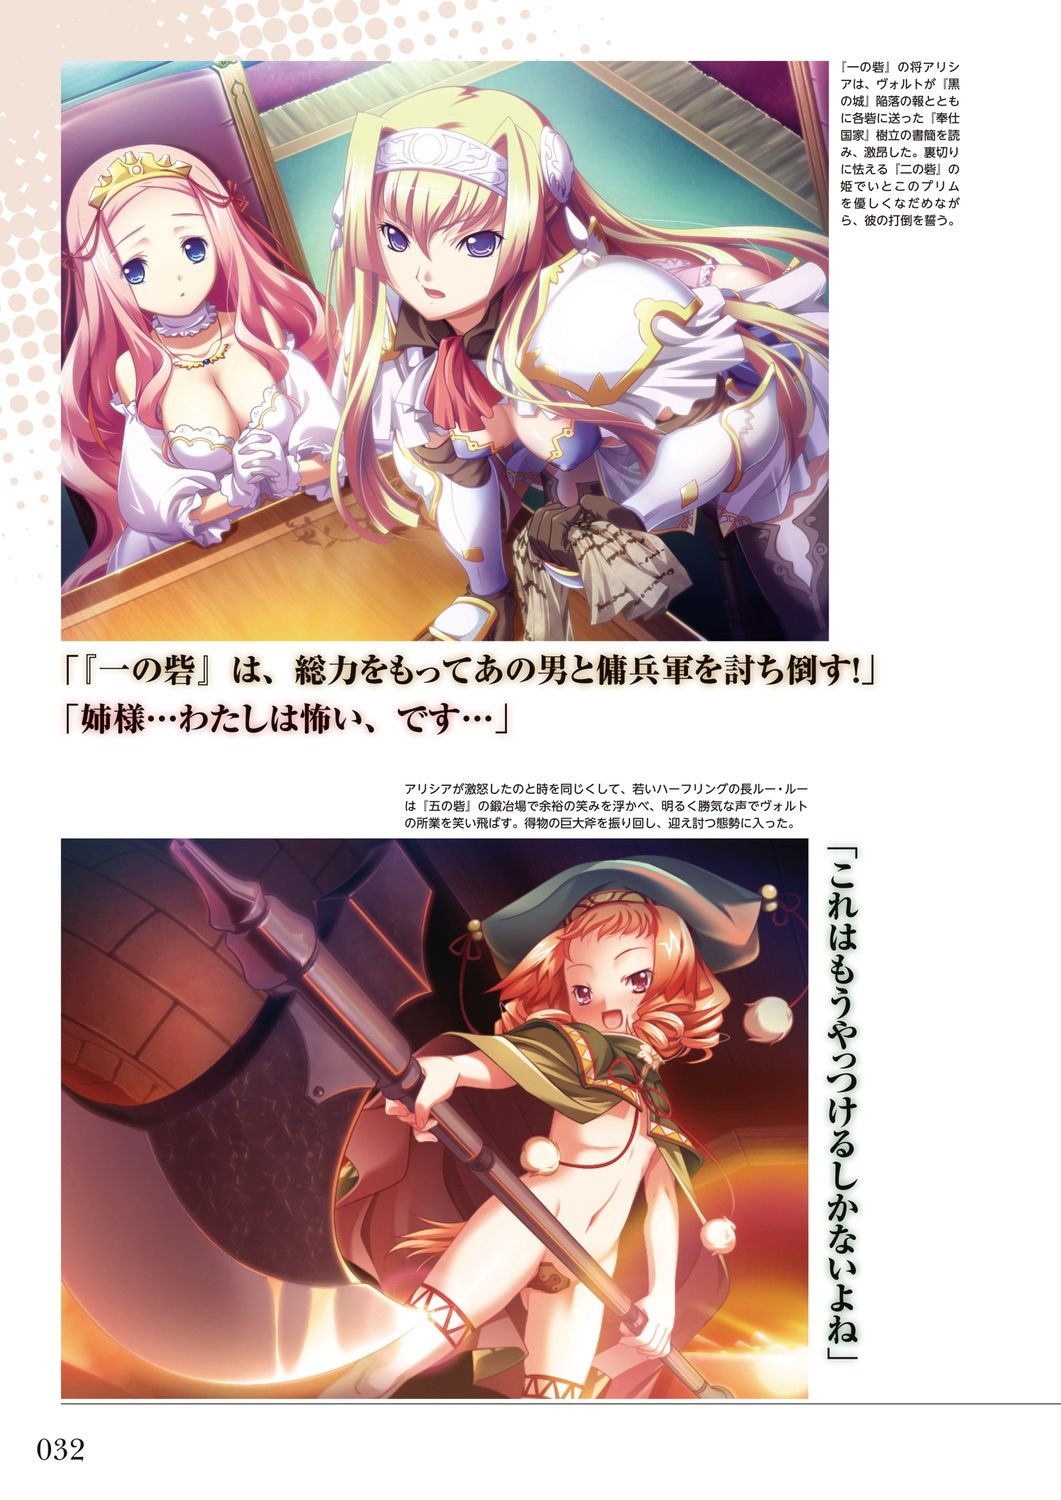 『一の砦』の将アリシ
アは、ヴォルトが『黒
の城』陥落の報ととも
に各砦に送った『奉仕
国家』樹立の書簡を読
み、激昂した。裏切り
に怯える『二の砦』の
姫でいとこのプリム
を優しくなだめなが
ら、彼の打倒を誓う。
「『一の砦』は、総力をもってあの男と傭兵軍を討ち倒す!」
「姉様…わたしは怖い、です…」
アリシアが激怒したのと時を同じくして、若いハーフリングの長ルー・ルー
は『五の砦』の鍛冶場で余裕の笑みを浮かべ、明るく勝気な声でヴォルト
の所業を笑い飛ばす。得物の巨大斧を振り回し、迎え討つ態勢に入った。
「これはもうやっつけるしかないよね」
032